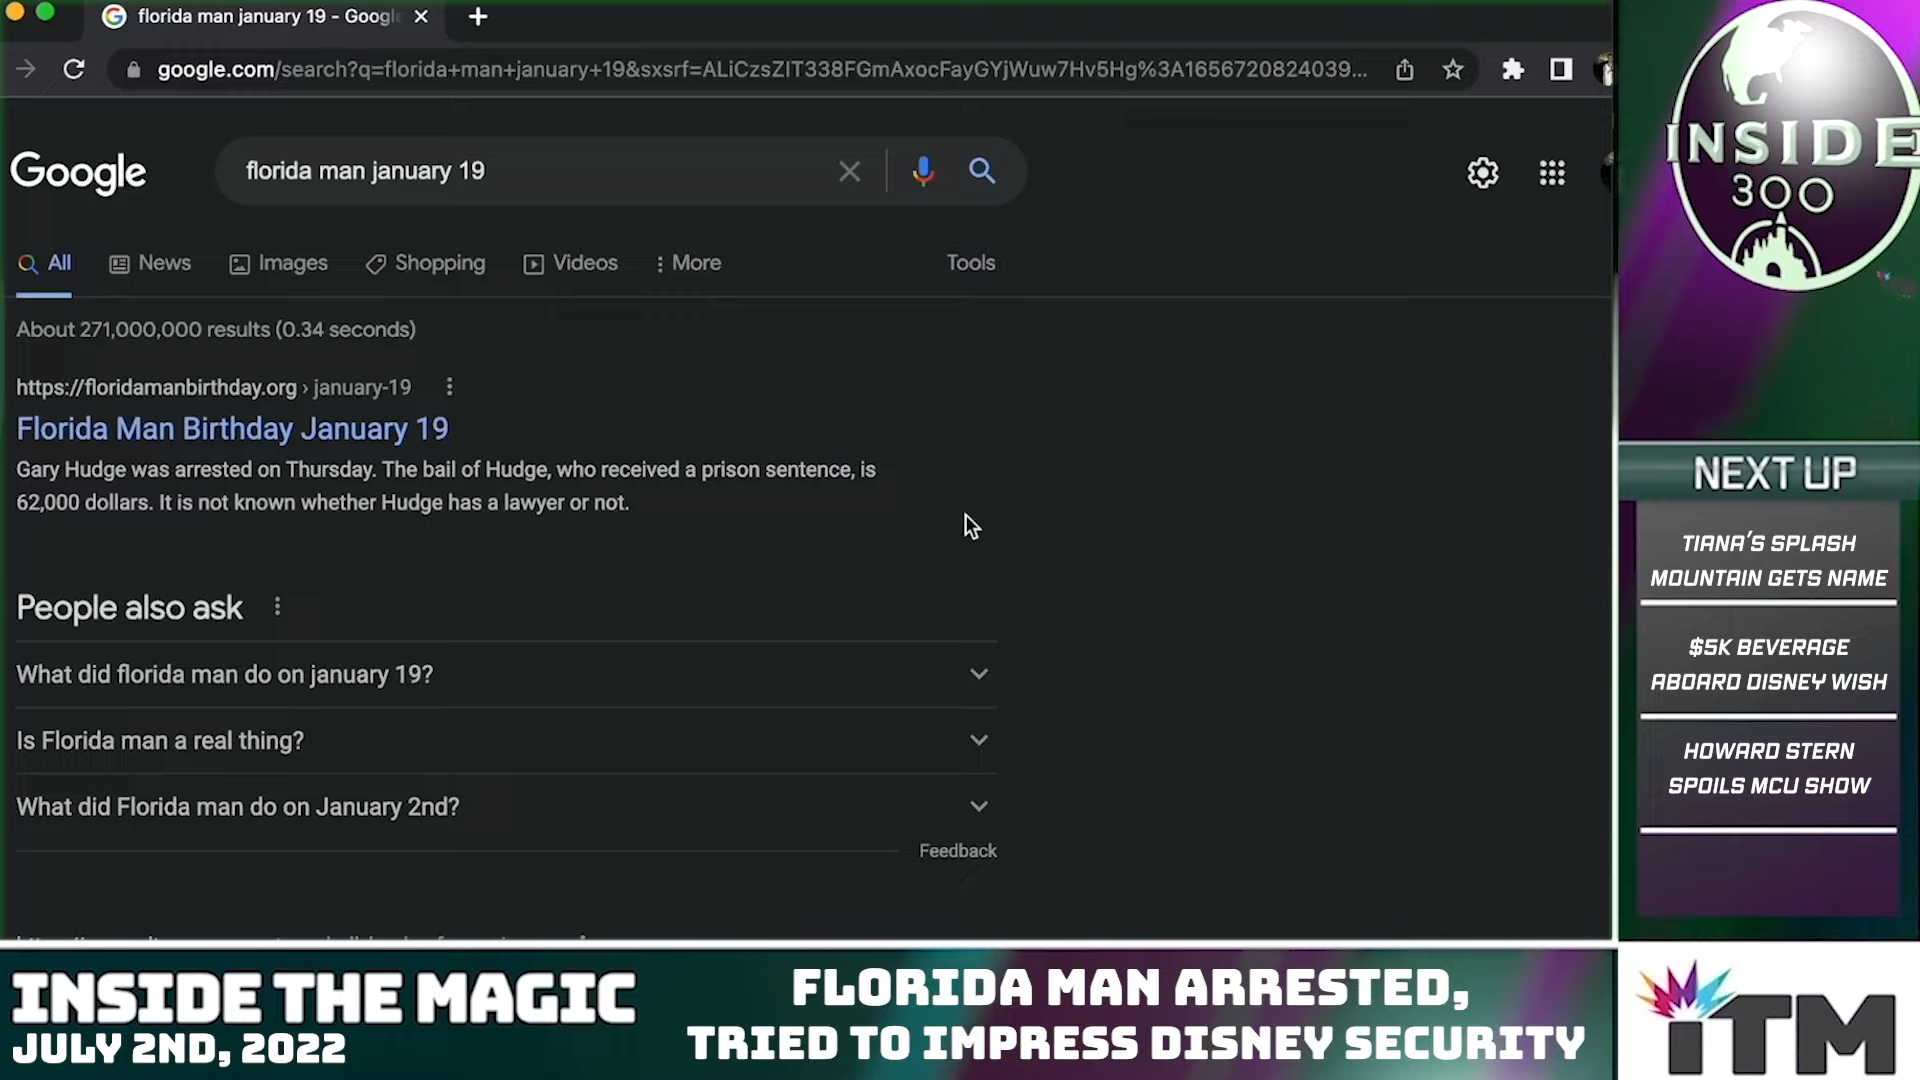 florida man january 19 - Googl
google.com/search?q=florida+man+january+19&sxsrf=ALiCzsZIT338FGmAxocFayGYjWuw7Hv5Hg%3A1656720824039...
Google
florida man january 19
All
News
Images
Shopping
Videos
More
Tools
About 271,000,000 results (0.34 seconds)
https://floridamanbirthday.org › january-19
Florida Man Birthday January 19
Gary Hudge was arrested on Thursday. The bail of Hudge, who received a prison sentence, is
62,000 dollars. It is not known whether Hudge has a lawyer or not.
People also ask
What did florida man do on january 19?
Is Florida man a real thing?
What did Florida man do on January 2nd?
Feedback
INSIDE
300
NEXT UP
TIANA'S SPLASH
MOUNTAIN GETS NAME
$5K BEVERAGE
ABOARD DISNEY WISH
HOWARD STERN
SPOILS MCU SHOW
INSIDE THE MAGIC
JULY 2ND, 2022
FLORIDA MAN ARRESTED,
TRIED TO IMPRESS DISNEY SECURITY
iTM